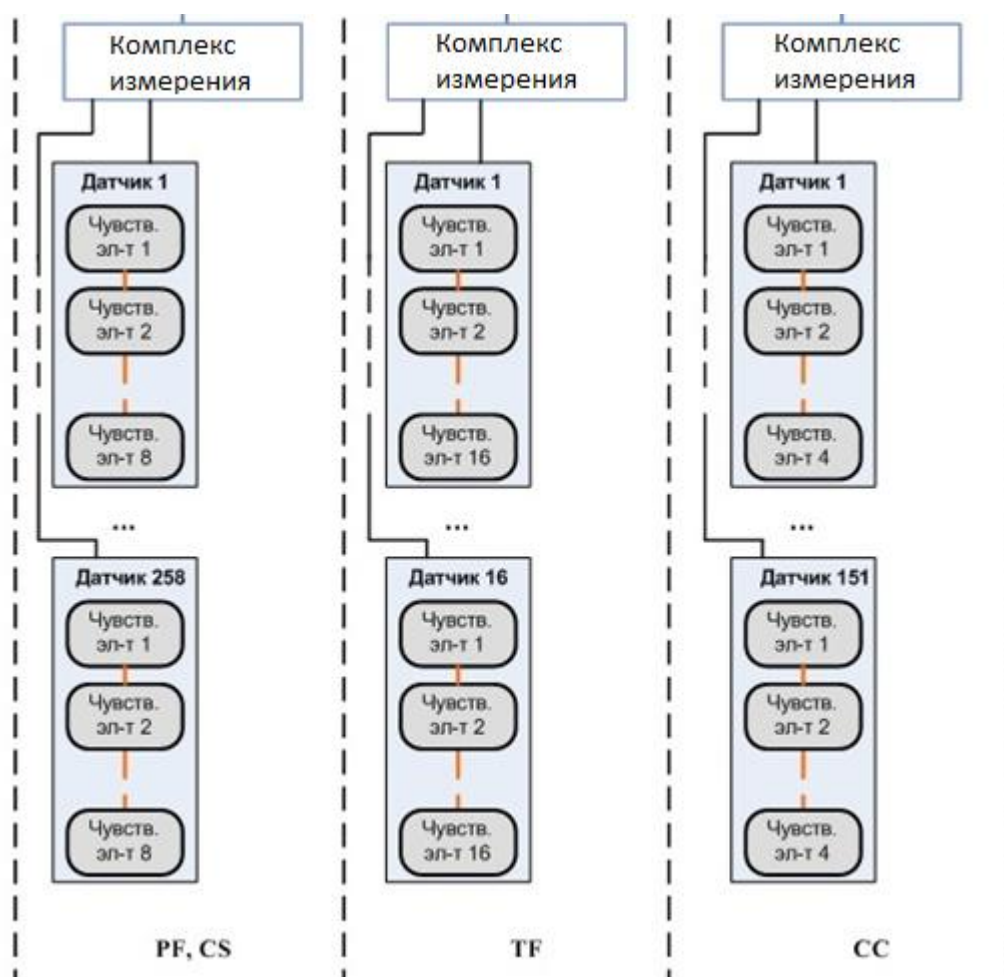 Комплекс
измерения
Датчик 1
Чувств.
эл-т 1
Чувств.
эл-т 2
Чувств.
эл-т 8
...
Датчик 258
Чувств.
эл-т 1
Чувств.
эл-т 2
Чувств.
эл-т 8
PF, CS
Комплекс
измерения
Датчик 1
Чувств.
эл-т 1
Чувств.
эл-т 2
Чувств.
эл-т 16
...
Датчик 16
Чувств.
эл-т 1
Чувств.
эл-т 2
Чувств.
эл-т 16
TF
Комплекс
измерения
Датчик 1
Чувств.
эл-т 1
Чувств.
эл-т 2
Чувств.
эл-т 4
...
Датчик 151
Чувств.
эл-т 1
Чувств.
эл-т 2
Чувств.
эл-т 4
CC